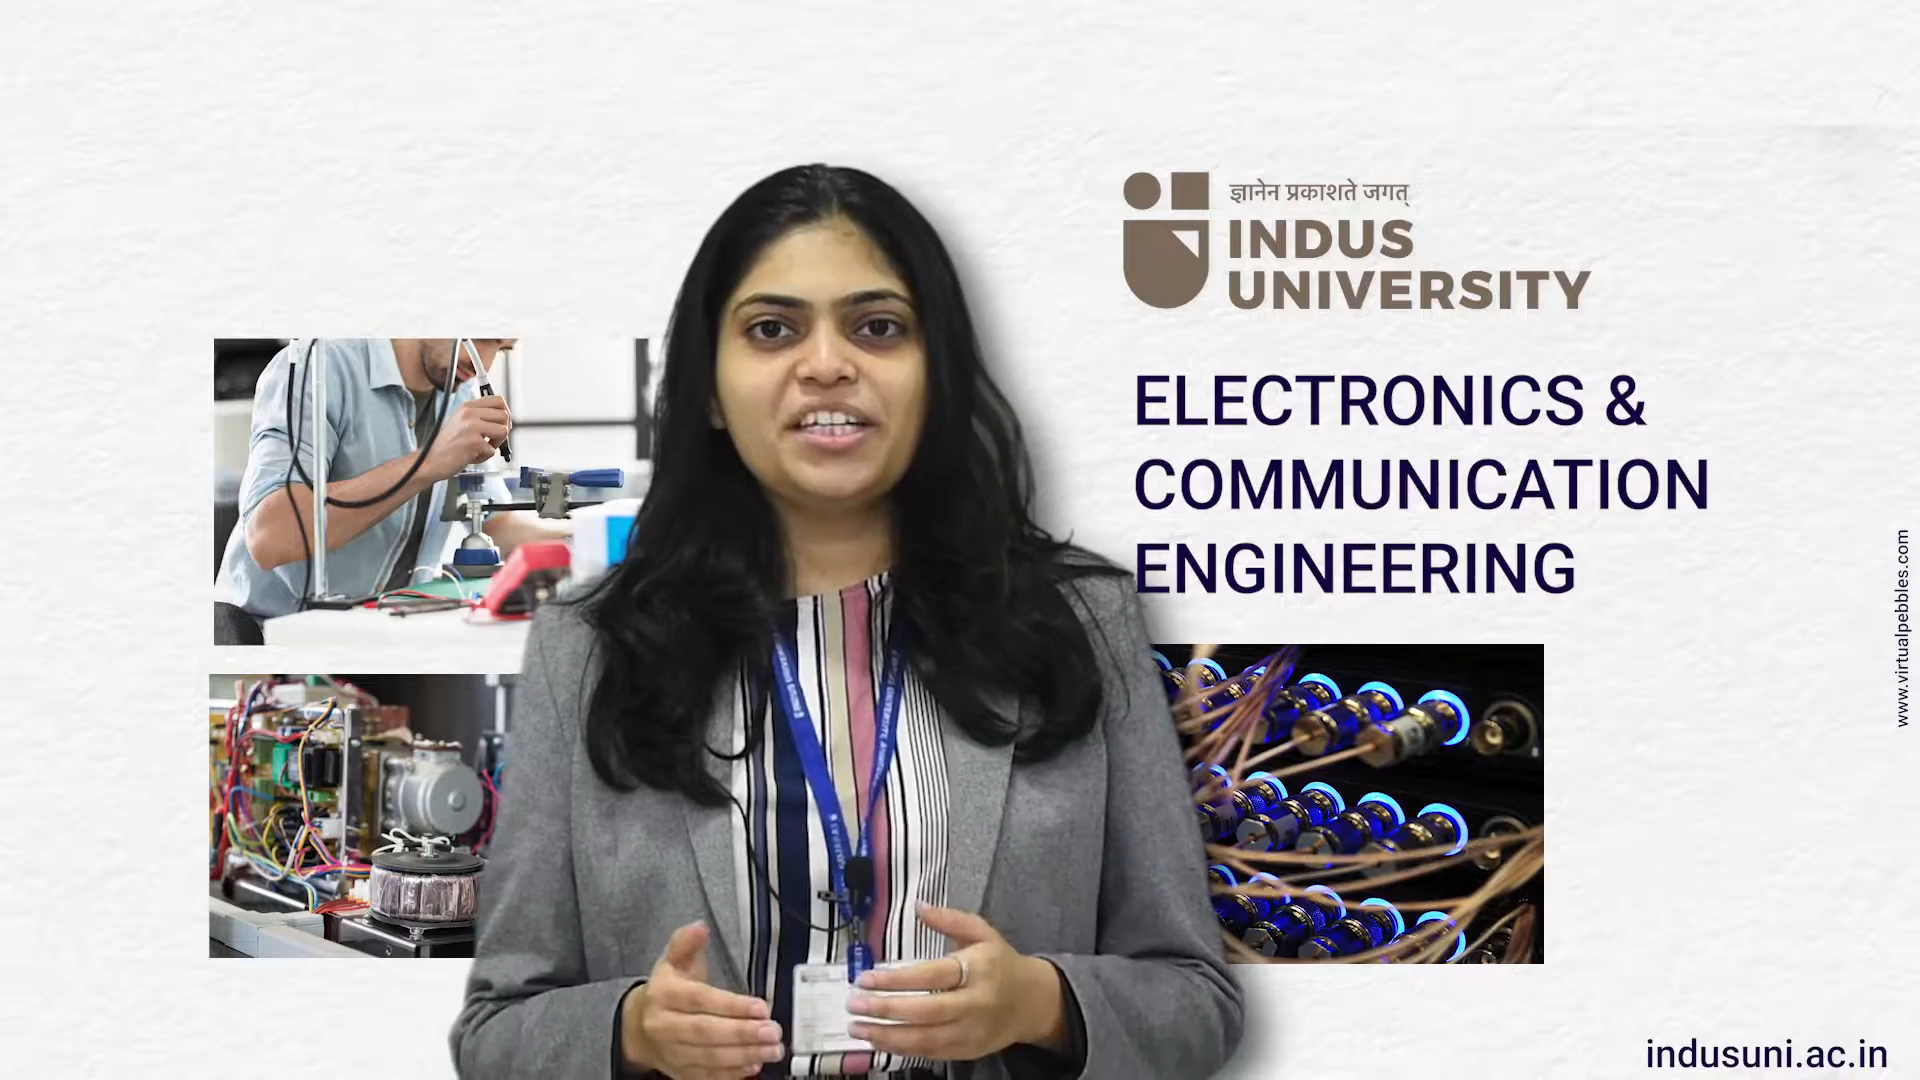 ज्ञानेन प्रकाशते जगत्
INDUS
UNIVERSITY
ELECTRONICS &
COMMUNICATION
ENGINEERING
www.virtualpebbles.com
indusuni.ac.in